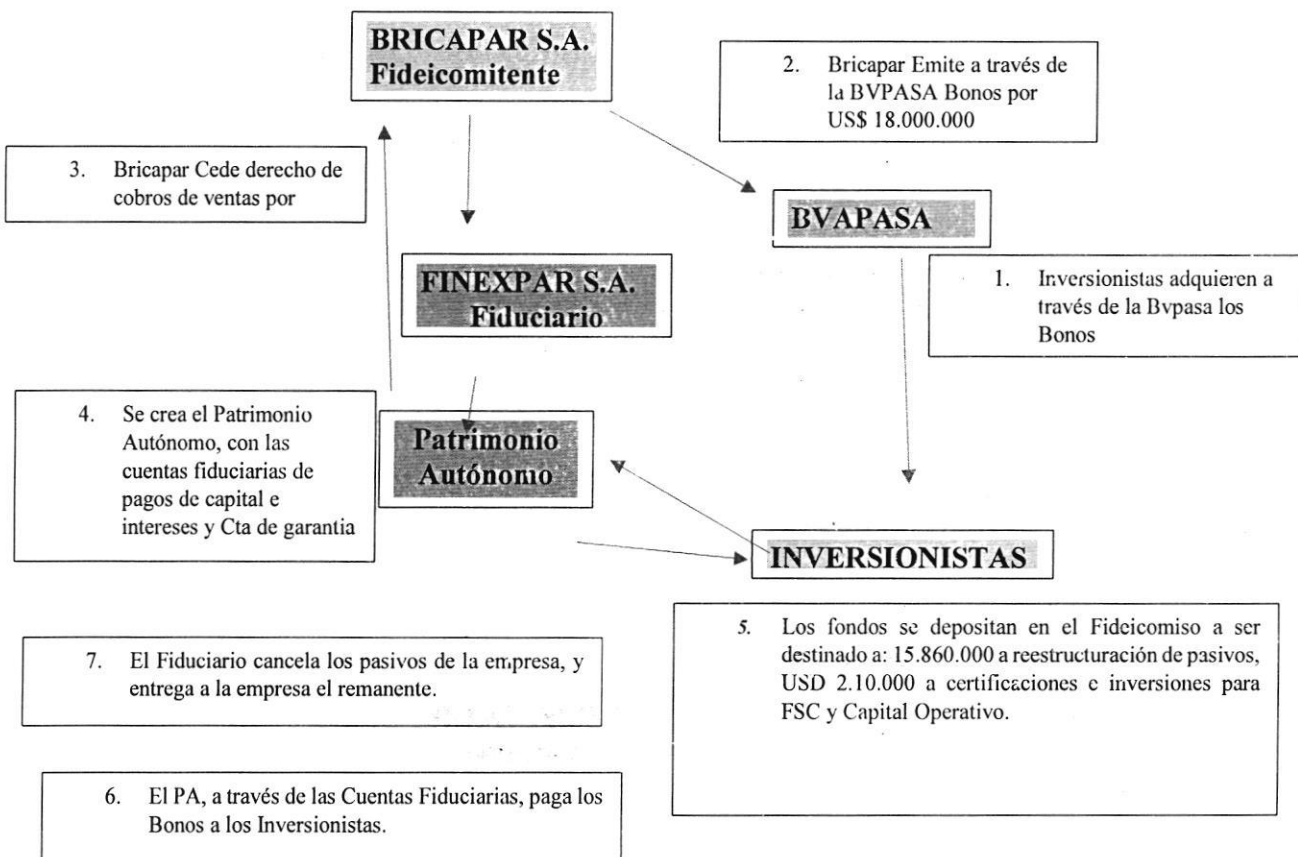 BRICAPAR S.A.
Fideicomitente
2. Bricapar Emite a través de
la BVPASA Bonos por
US$ 18.000.000
3. Bricapar Cede derecho de
cobros de ventas por
BVAPASA
FINEXPAR S.A.
Fiduciario
1. Inversionistas adquieren a
través de la Bvpasa los
Bonos
4. Se crea el Patrimonio
Autónomo, con las
cuentas fiduciarias de
pagos de capital e
intereses y Cta de garantia
Patrimonio
Autónomo
INVERSIONISTAS
5. Los fondos se depositan en el Fideicomiso a ser
destinado a: 15.860.000 a reestructuración de pasivos,
USD 2.10.000 a certificaciones e inversiones para
FSC y Capital Operativo.
7. El Fiduciario cancela los pasivos de la empresa, y
entrega a la empresa el remanente.
6. El PA, a través de las Cuentas Fiduciarias, paga los
Bonos a los Inversionistas.